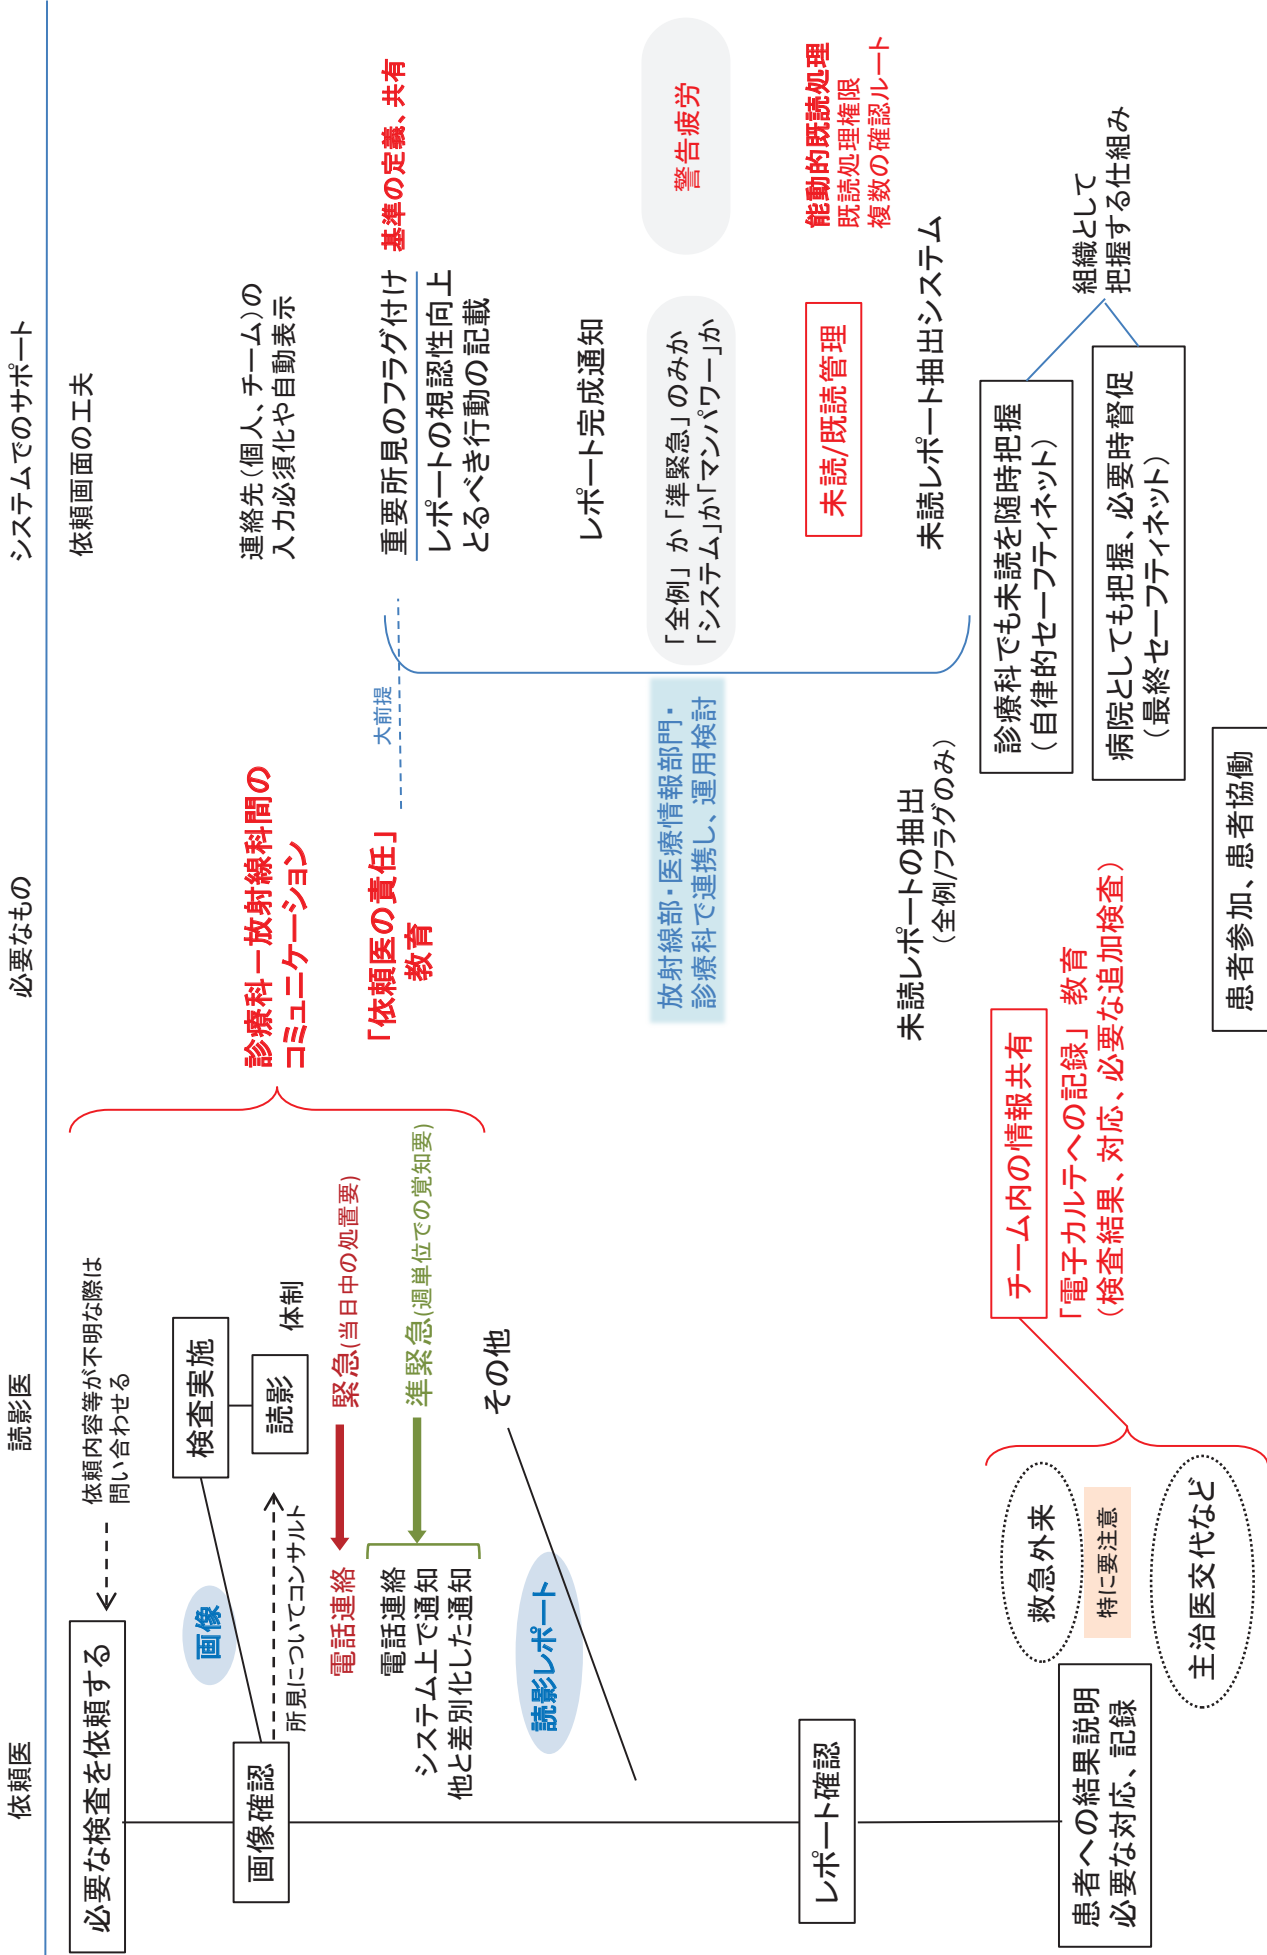 依頼医
読影医
必要なもの
システムでのサポート
必要な検査を依頼する
依頼内容等が不明な際は
問い合わせる
依頼画面の工夫
画像
検査実施
画像確認
読影
体制
所見についてコンサルト
診療科ー放射線科間の
コミュニケーション
連絡先(個人、チーム)の
入力必須化や自動表示
電話連絡
緊急(当日中の処置要)
「依頼医の責任」
教育
大前提
重要所見のフラグ付け
基準の定義、共有
レポートの視認性向上
とるべき行動の記載
電話連絡
システム上で通知
他と差別化した通知
準緊急(週単位での覚知要)
その他
読影レポート
レポート完成通知
放射線部・医療情報部門・
診療科で連携し、運用検討
「全例」か「準緊急」のみか
「システム」か「マンパワー」か
警告疲労
レポート確認
未読/既読管理
能動的既読処理
既読処理権限
複数の確認ルート
未読レポートの抽出
(全例/フラグのみ)
未読レポート抽出システム
患者への結果説明
必要な対応、記録
救急外来
特に要注意
主治医交代など
チーム内の情報共有
「電子カルテへの記録」 教育
(検査結果、対応、必要な追加検査)
診療科でも未読を随時把握
(自律的セーフティネット)
病院としても把握、必要時督促
(最終セーフティネット)
組織として
把握する仕組み
患者参加、患者協働